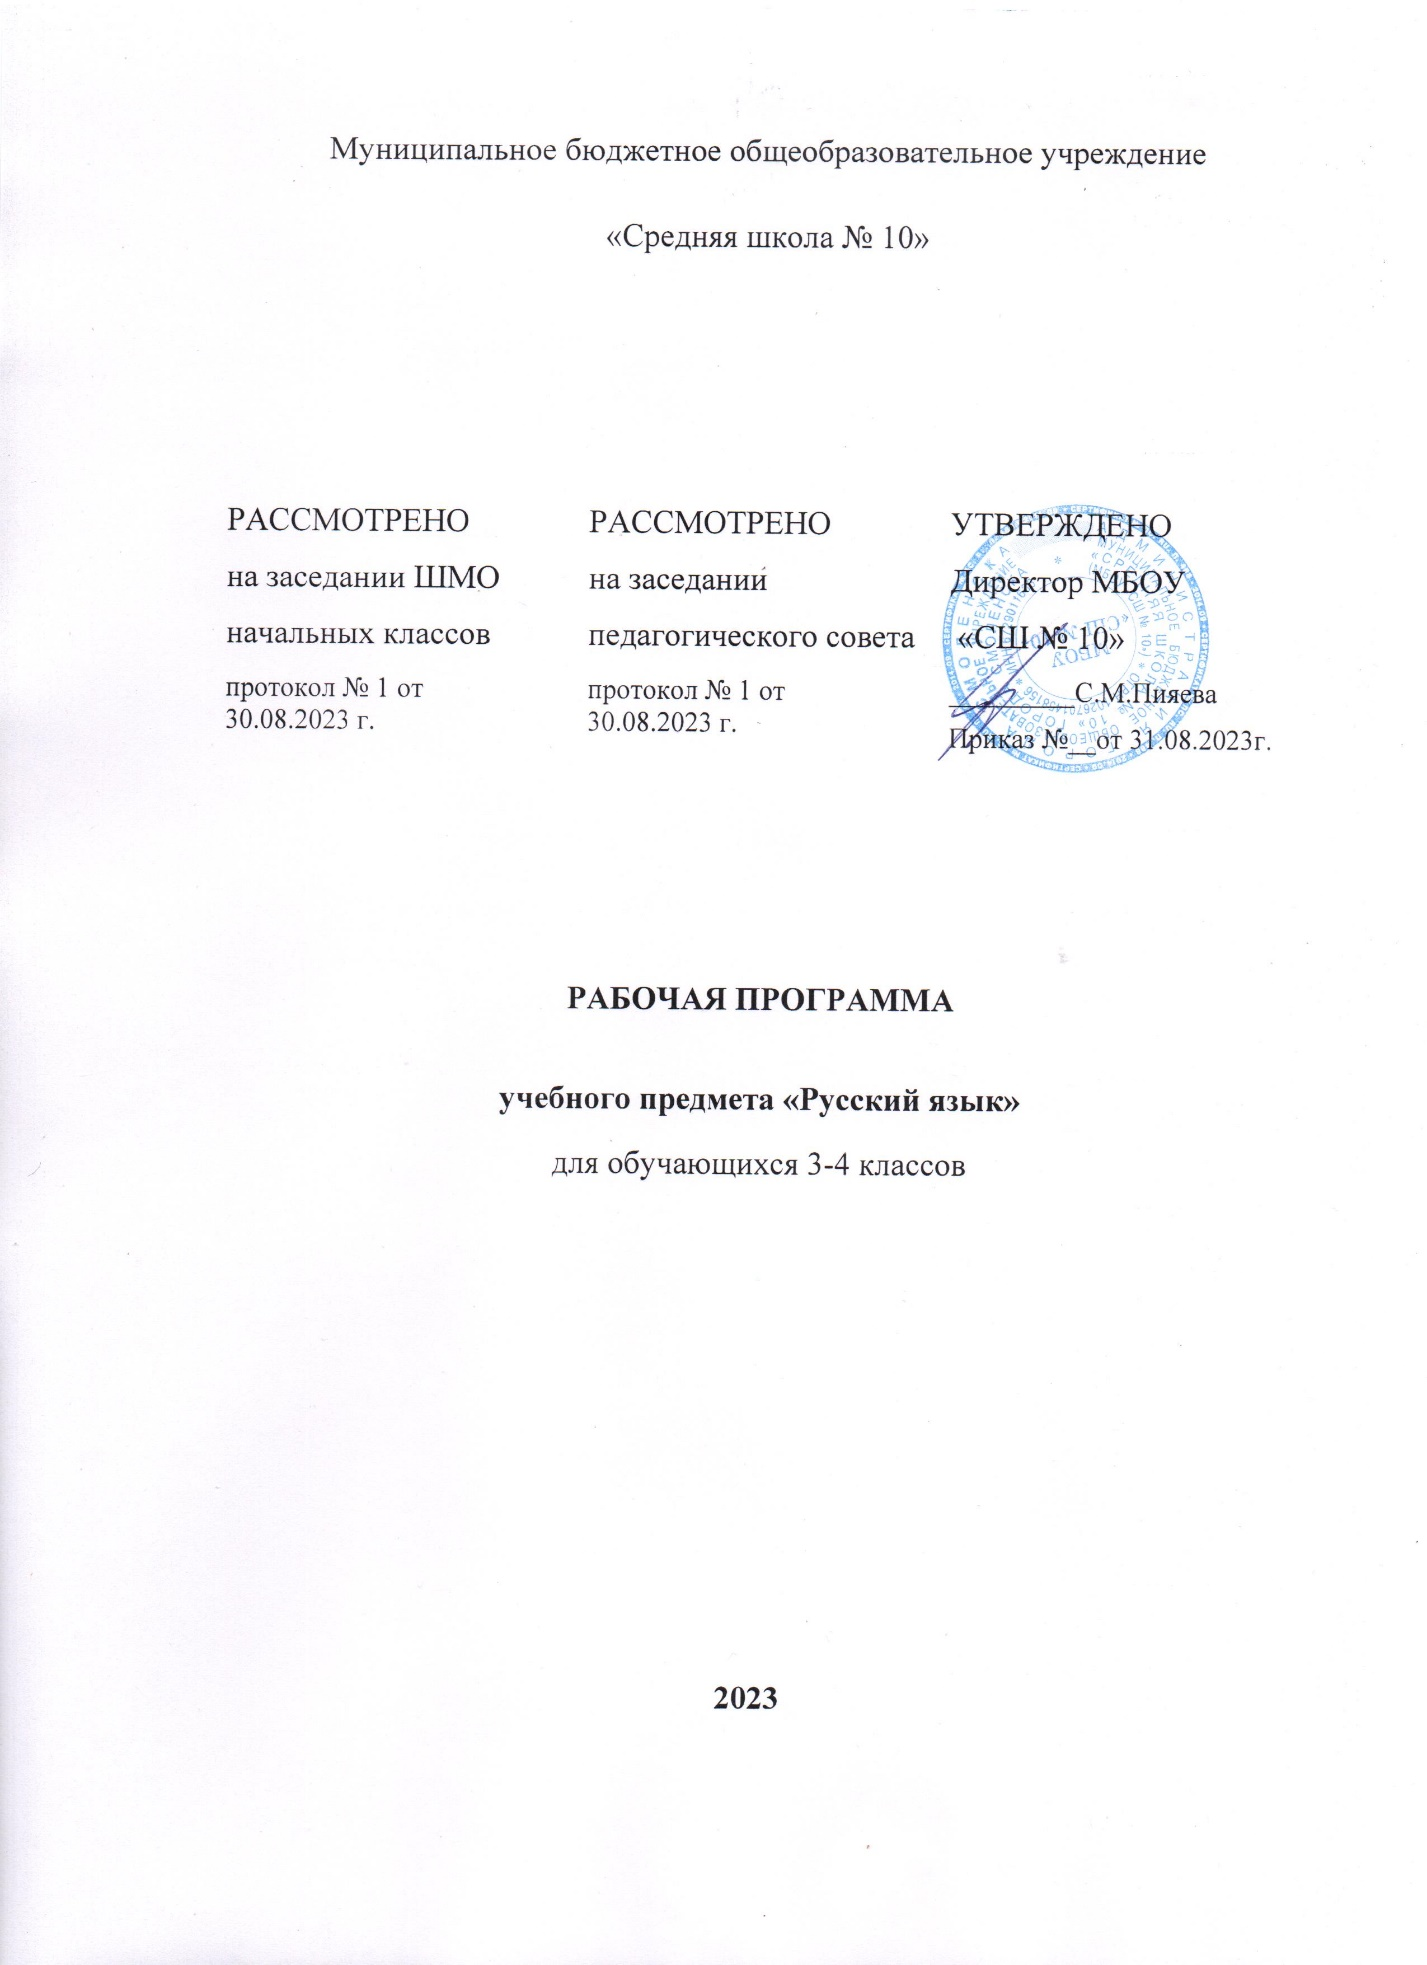 Муниципальное бюджетное общеобразовательное учреждение
«Средняя школа № 10»
РАССМОТРЕНО
на заседании ШМО
начальных классов
протокол № 1 от
30.08.2023 г.
РАССМОТРЕНО
на заседании
педагогического совета
протокол № 1 от
30.08.2023 г.
УТВЕРЖДЕНО
Директор МБОУ
«СШ № 10»
_________С.М.Пияева
Приказ №__от 31.08.2023г.
РАБОЧАЯ ПРОГРАММА
учебного предмета «Русский язык»
для обучающихся 3-4 классов
2023